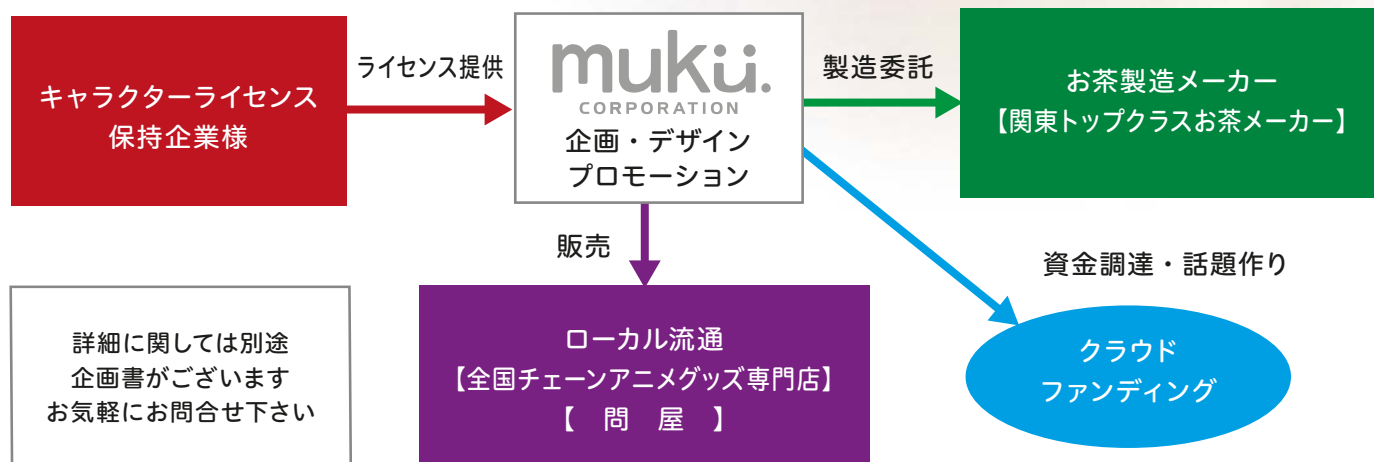 キャラクターライセンス
保持企業様
ライセンス提供
mukü.
CORPORATION
企画・デザイン
プロモーション
製造委託
お茶製造メーカー
【関東トップクラスお茶メーカー】
販売
資金調達・話題作り
詳細に関しては別途
企画書がございます
お気軽にお問合せ下さい
ローカル流通
【全国チェーンアニメグッズ専門店】
【 問 屋 】
クラウド
ファンディング